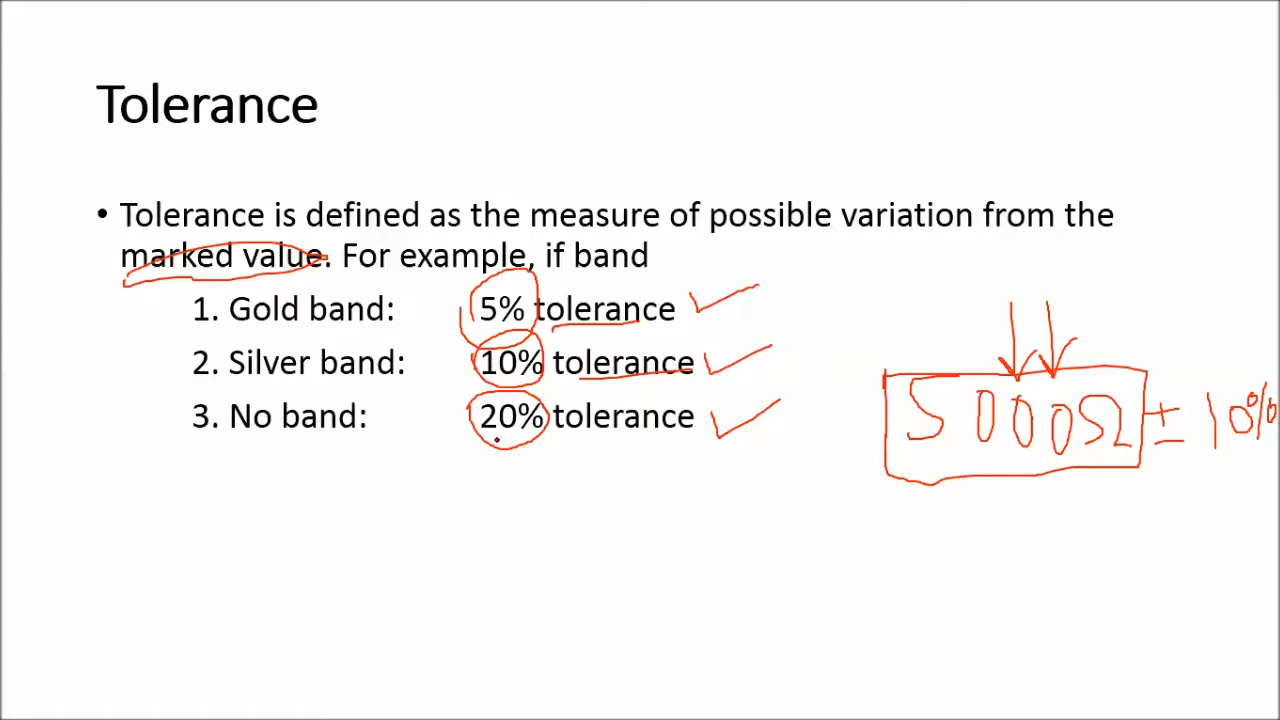 Tolerance
• Tolerance is defined as the measure of possible variation from the
marked value. For example, if band
1. Gold band: 5% tolerance
2. Silver band: 10% tolerance
3. No band: 20% tolerance
5000Ω ± 10%